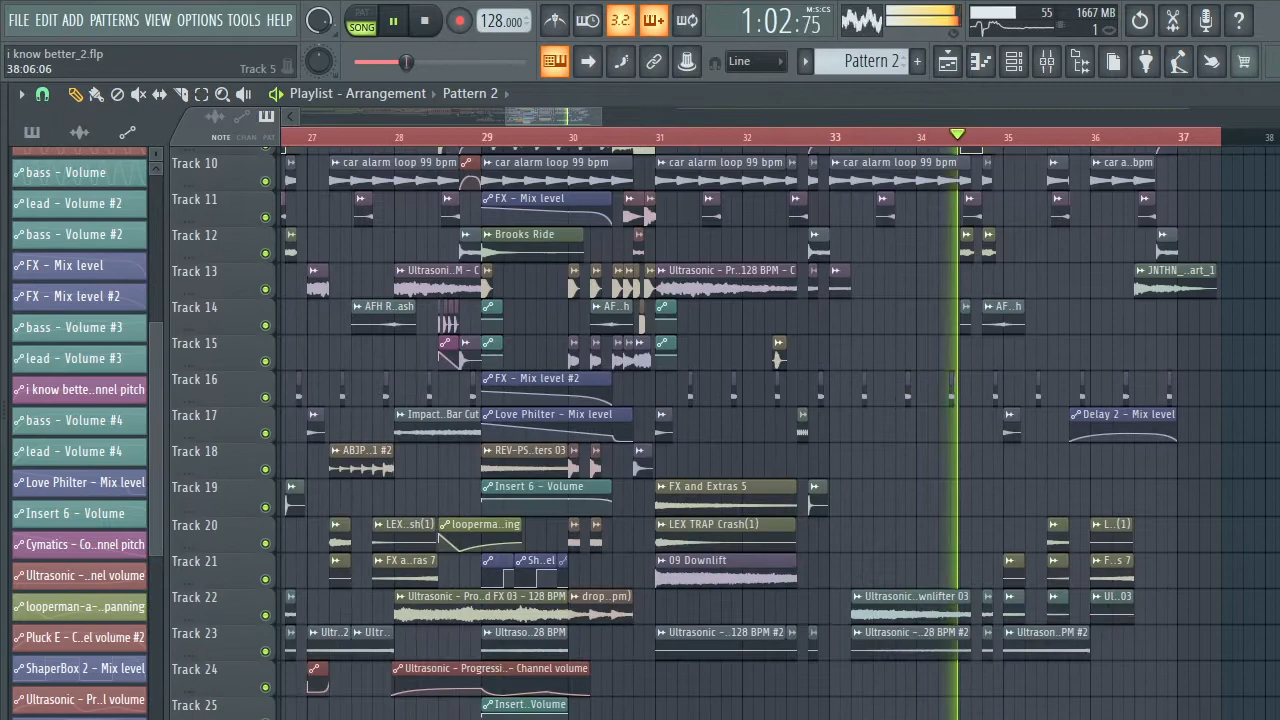 FILE EDIT ADD PATTERNS VIEW OPTIONS TOOLS HELP
PAT
SONG
128.000
3.2
M:S:CS
1:02:75
55
1667 MB
1
i know better_2.flp
38:06:06
Track 5
Line
Pattern 2
Playlist - Arrangement
Pattern 2
NOTE CHAN PAT
27 28 29 30 31 32 33 34 35 36 37 38
bass - Volume
lead - Volume #2
bass - Volume #2
FX - Mix level
FX - Mix level #2
bass - Volume #3
lead - Volume #3
i know bette..nnel pitch
bass - Volume #4
lead - Volume #4
Love Philter - Mix level
Insert 6 - Volume
Cymatics - Co..nnel pitch
Ultrasonic -..nel volume
looperman-a-..panning
Pluck E - C..el volume #2
ShaperBox 2 - Mix level
Ultrasonic - Pr..l volume
Track 10
car alarm loop 99 bpm
car alarm loop 99 bpm
car alarm loop 99 bpm
car alarm loop 99 bpm
car a..bpm
Track 11
FX - Mix level
Track 12
Brooks Ride
Track 13
Ultrasoni..M - C
Ultrasonic - Pr..128 BPM - C
JNTHN_..art_1
Track 14
AFH R..ash
AF..h
AF..h
Track 15
Track 16
FX - Mix level #2
Track 17
Impact..Bar Cut
Love Philter - Mix level
Delay 2 - Mix level
Track 18
ABJP..1 #2
REV-PS..ters 03
Track 19
Insert 6 - Volume
FX and Extras 5
Track 20
LEX..sh(1)
looperma..ing
LEX TRAP Crash(1)
L..(1)
Track 21
FX a..ras 7
Sh..el
09 Downlift
F..s 7
Track 22
Ultrasonic - Pro..d FX 03 - 128 BPM
drop..pm)
Ultrasonic..wnlifter 03
Ul..03
Track 23
Ultr..2
Ultr..
Ultraso..28 BPM
Ultrasonic -..128 BPM #2
Ultrasonic -..28 BPM #2
Ultrason..PM #2
Track 24
Ultrasonic - Progressi..- Channel volume
Track 25
Insert..Volume